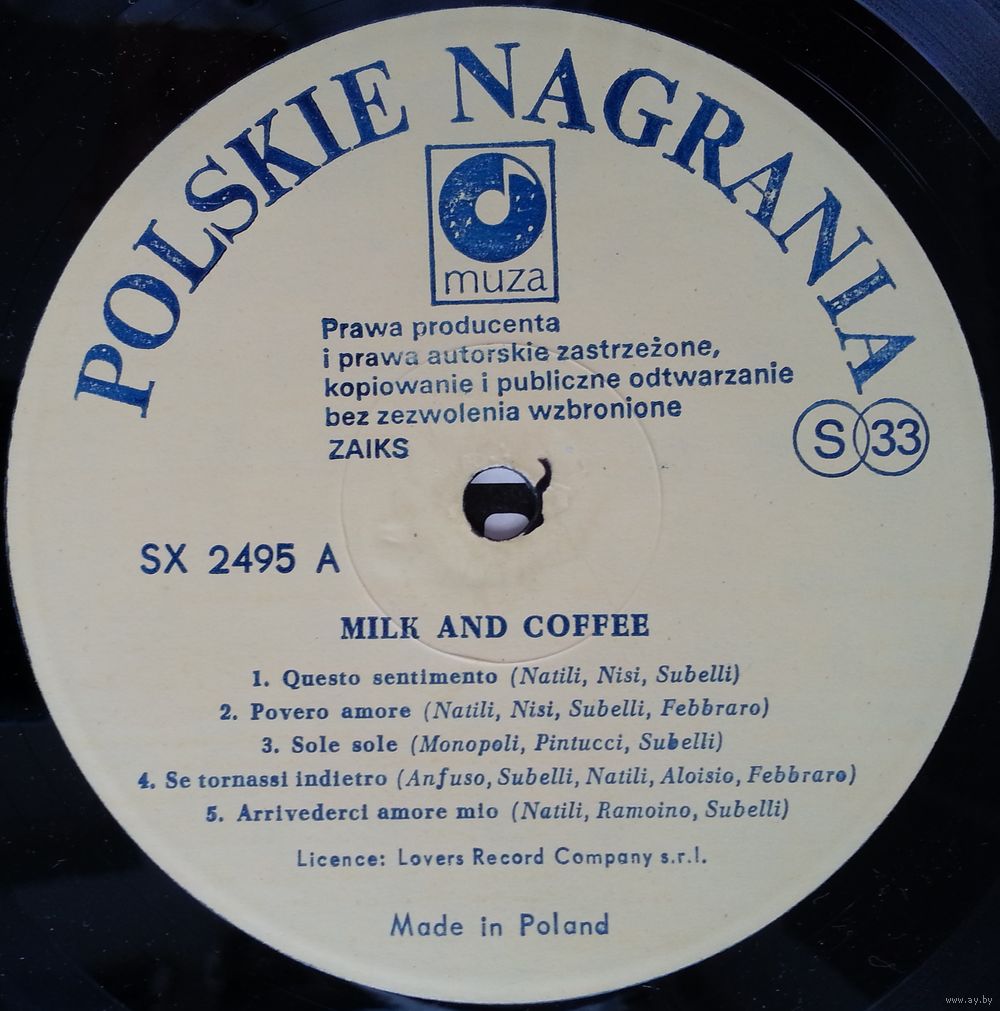 POLSKIE NAGRANIA
muza
Prawa producenta
i prawa autorskie zastrzeżone,
kopiowanie i publiczne odtwarzanie
bez zezwolenia wzbronione
ZAIKS
S 33
SX 2495 A
MILK AND COFFEE
1. Questo sentimento (Natili, Nisi, Subelli)
2. Povero amore (Natili, Nisi, Subelli, Febbraro)
3. Sole sole (Monopoli, Pintucci, Subelli)
4. Se tornassi indietro (Anfuso, Subelli, Natili, Aloisio, Febbraro)
5. Arrivederci amore mio (Natili, Ramoino, Subelli)
Licence: Lovers Record Company s.r.l.
Made in Poland
www.ay.by